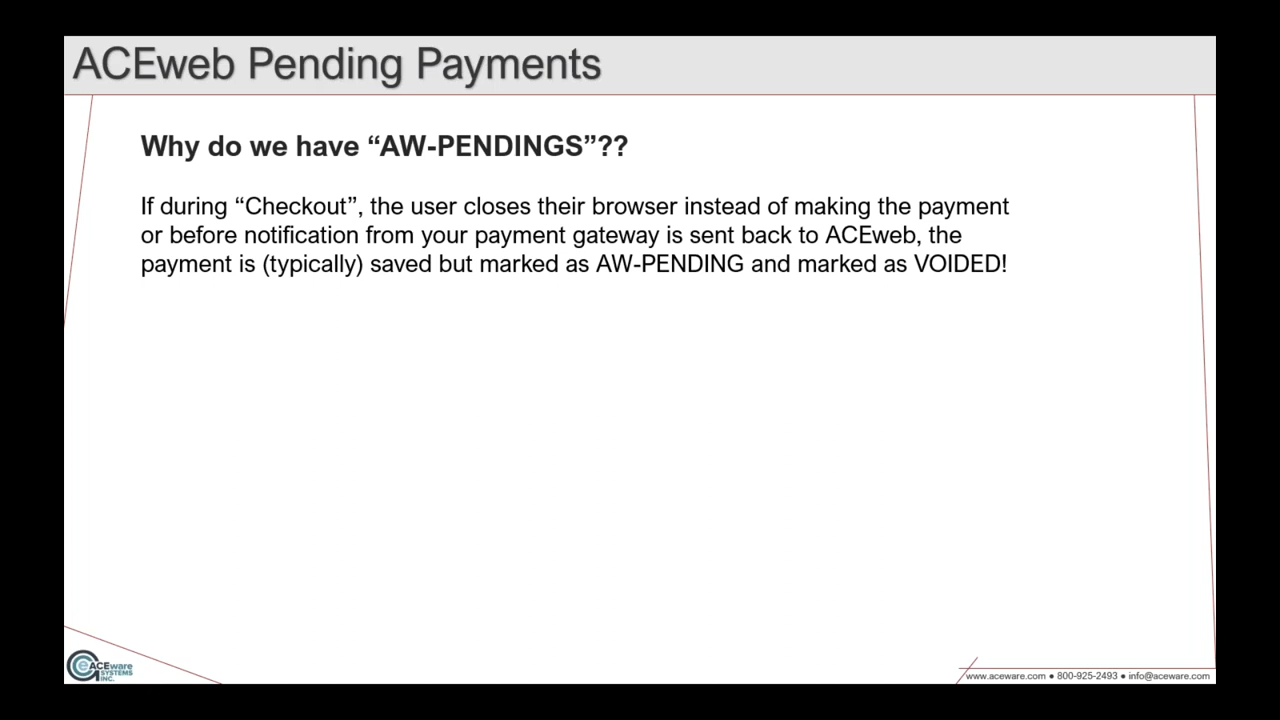 ACEweb Pending Payments
Why do we have “AW-PENDINGS”??
If during “Checkout”, the user closes their browser instead of making the payment
or before notification from your payment gateway is sent back to ACEweb, the
payment is (typically) saved but marked as AW-PENDING and marked as VOIDED!
ACEware
SYSTEMS
INC.
www.aceware.com ● 800-925-2493 ● info@aceware.com